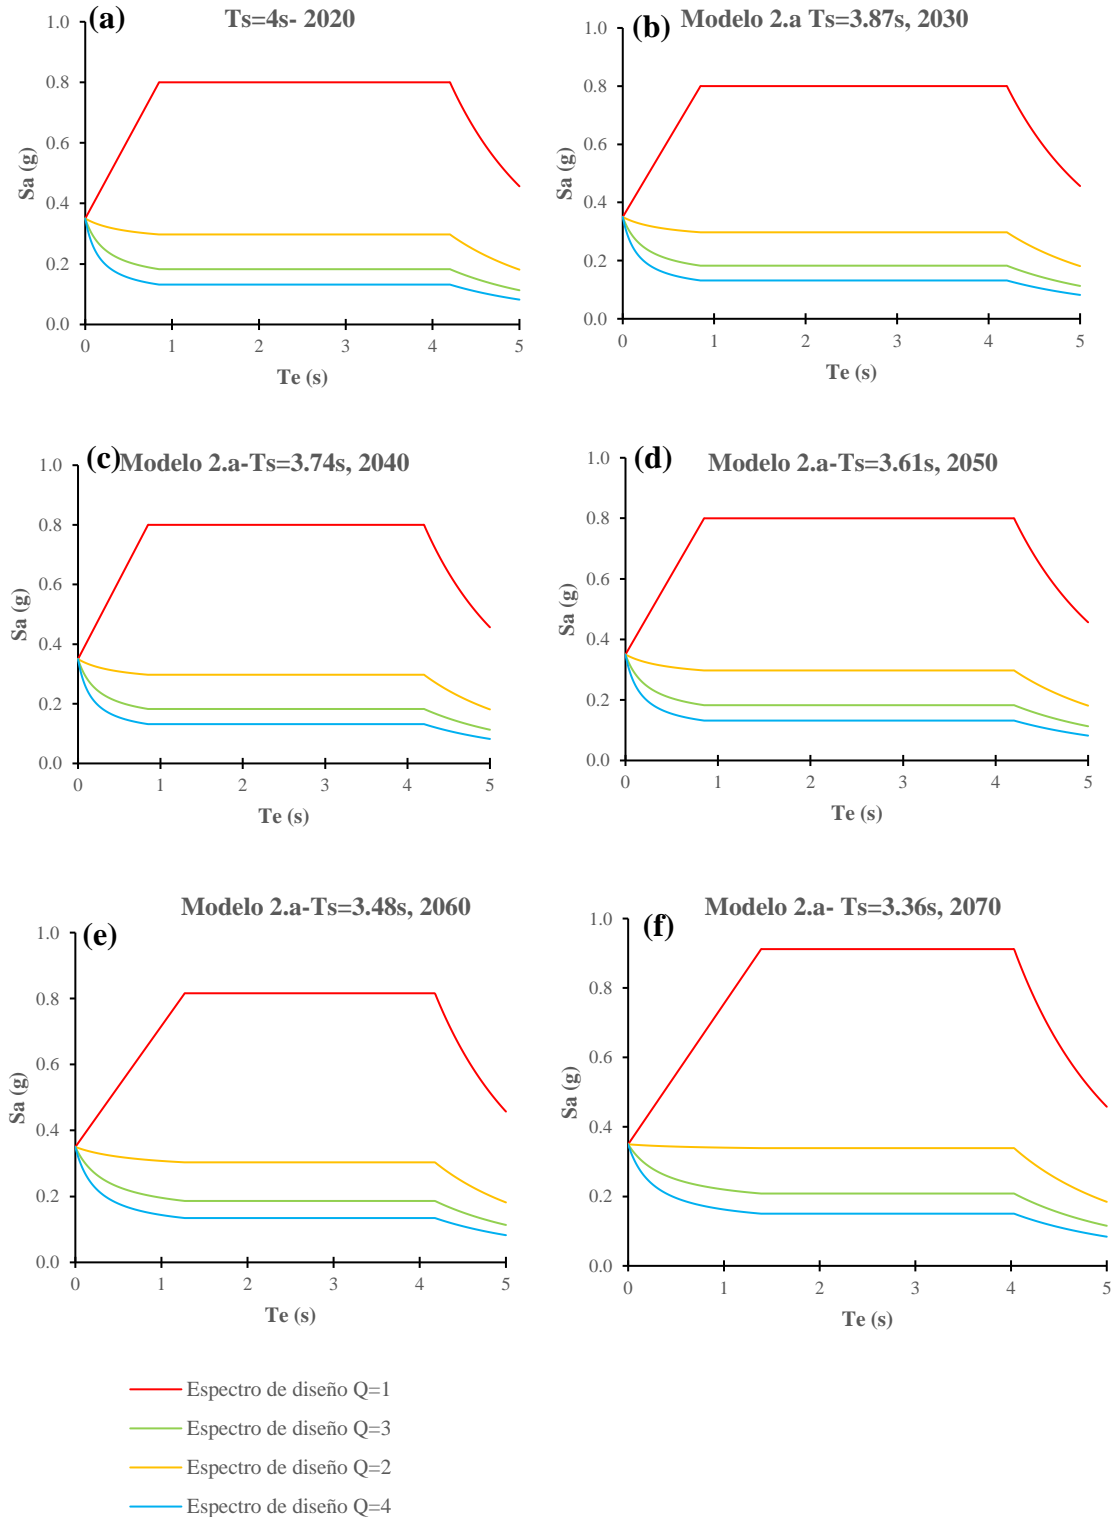 (a)
Ts=4s- 2020
1.0
0.8
0.6
0.4
0.2
0.0
Sa (g)
0 1 2 3 4 5
Te (s)
(b)
Modelo 2.a Ts=3.87s, 2030
1.0
0.8
0.6
0.4
0.2
0.0
Sa (g)
0 1 2 3 4 5
Te (s)
(c)
Modelo 2.a-Ts=3.74s, 2040
1.0
0.8
0.6
0.4
0.2
0.0
Sa (g)
0 1 2 3 4 5
Te (s)
(d)
Modelo 2.a-Ts=3.61s, 2050
1.0
0.8
0.6
0.4
0.2
0.0
Sa (g)
0 1 2 3 4 5
Te (s)
(e)
Modelo 2.a-Ts=3.48s, 2060
1.0
0.8
0.6
0.4
0.2
0.0
Sa (g)
0 1 2 3 4 5
Te (s)
(f)
Modelo 2.a- Ts=3.36s, 2070
1.0
0.8
0.6
0.4
0.2
0.0
Sa (g)
0 1 2 3 4 5
Te (s)
Espectro de diseño Q=1
Espectro de diseño Q=3
Espectro de diseño Q=2
Espectro de diseño Q=4